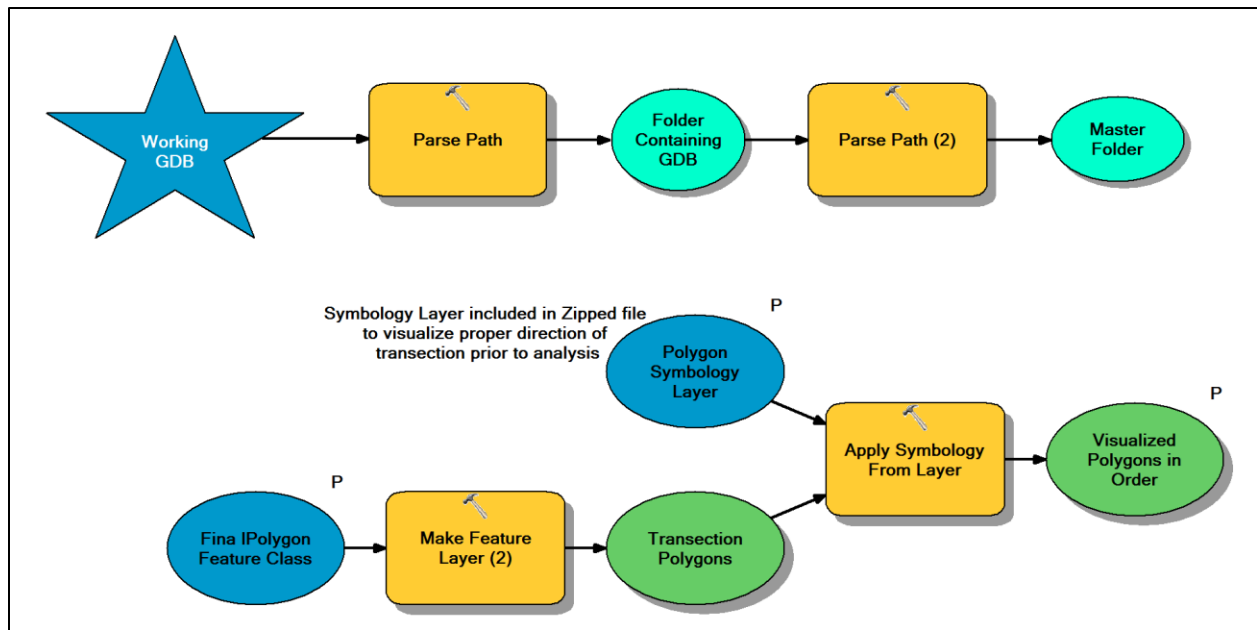 Working
GDB
Parse Path
Folder
Containing
GDB
Parse Path (2)
Master
Folder
Symbology Layer included in Zipped file
to visualize proper direction of
transection prior to analysis
P
Polygon
Symbology
Layer
Apply Symbology
From Layer
P
Visualized
Polygons in
Order
P
Fina lPolygon
Feature Class
Make Feature
Layer (2)
Transection
Polygons